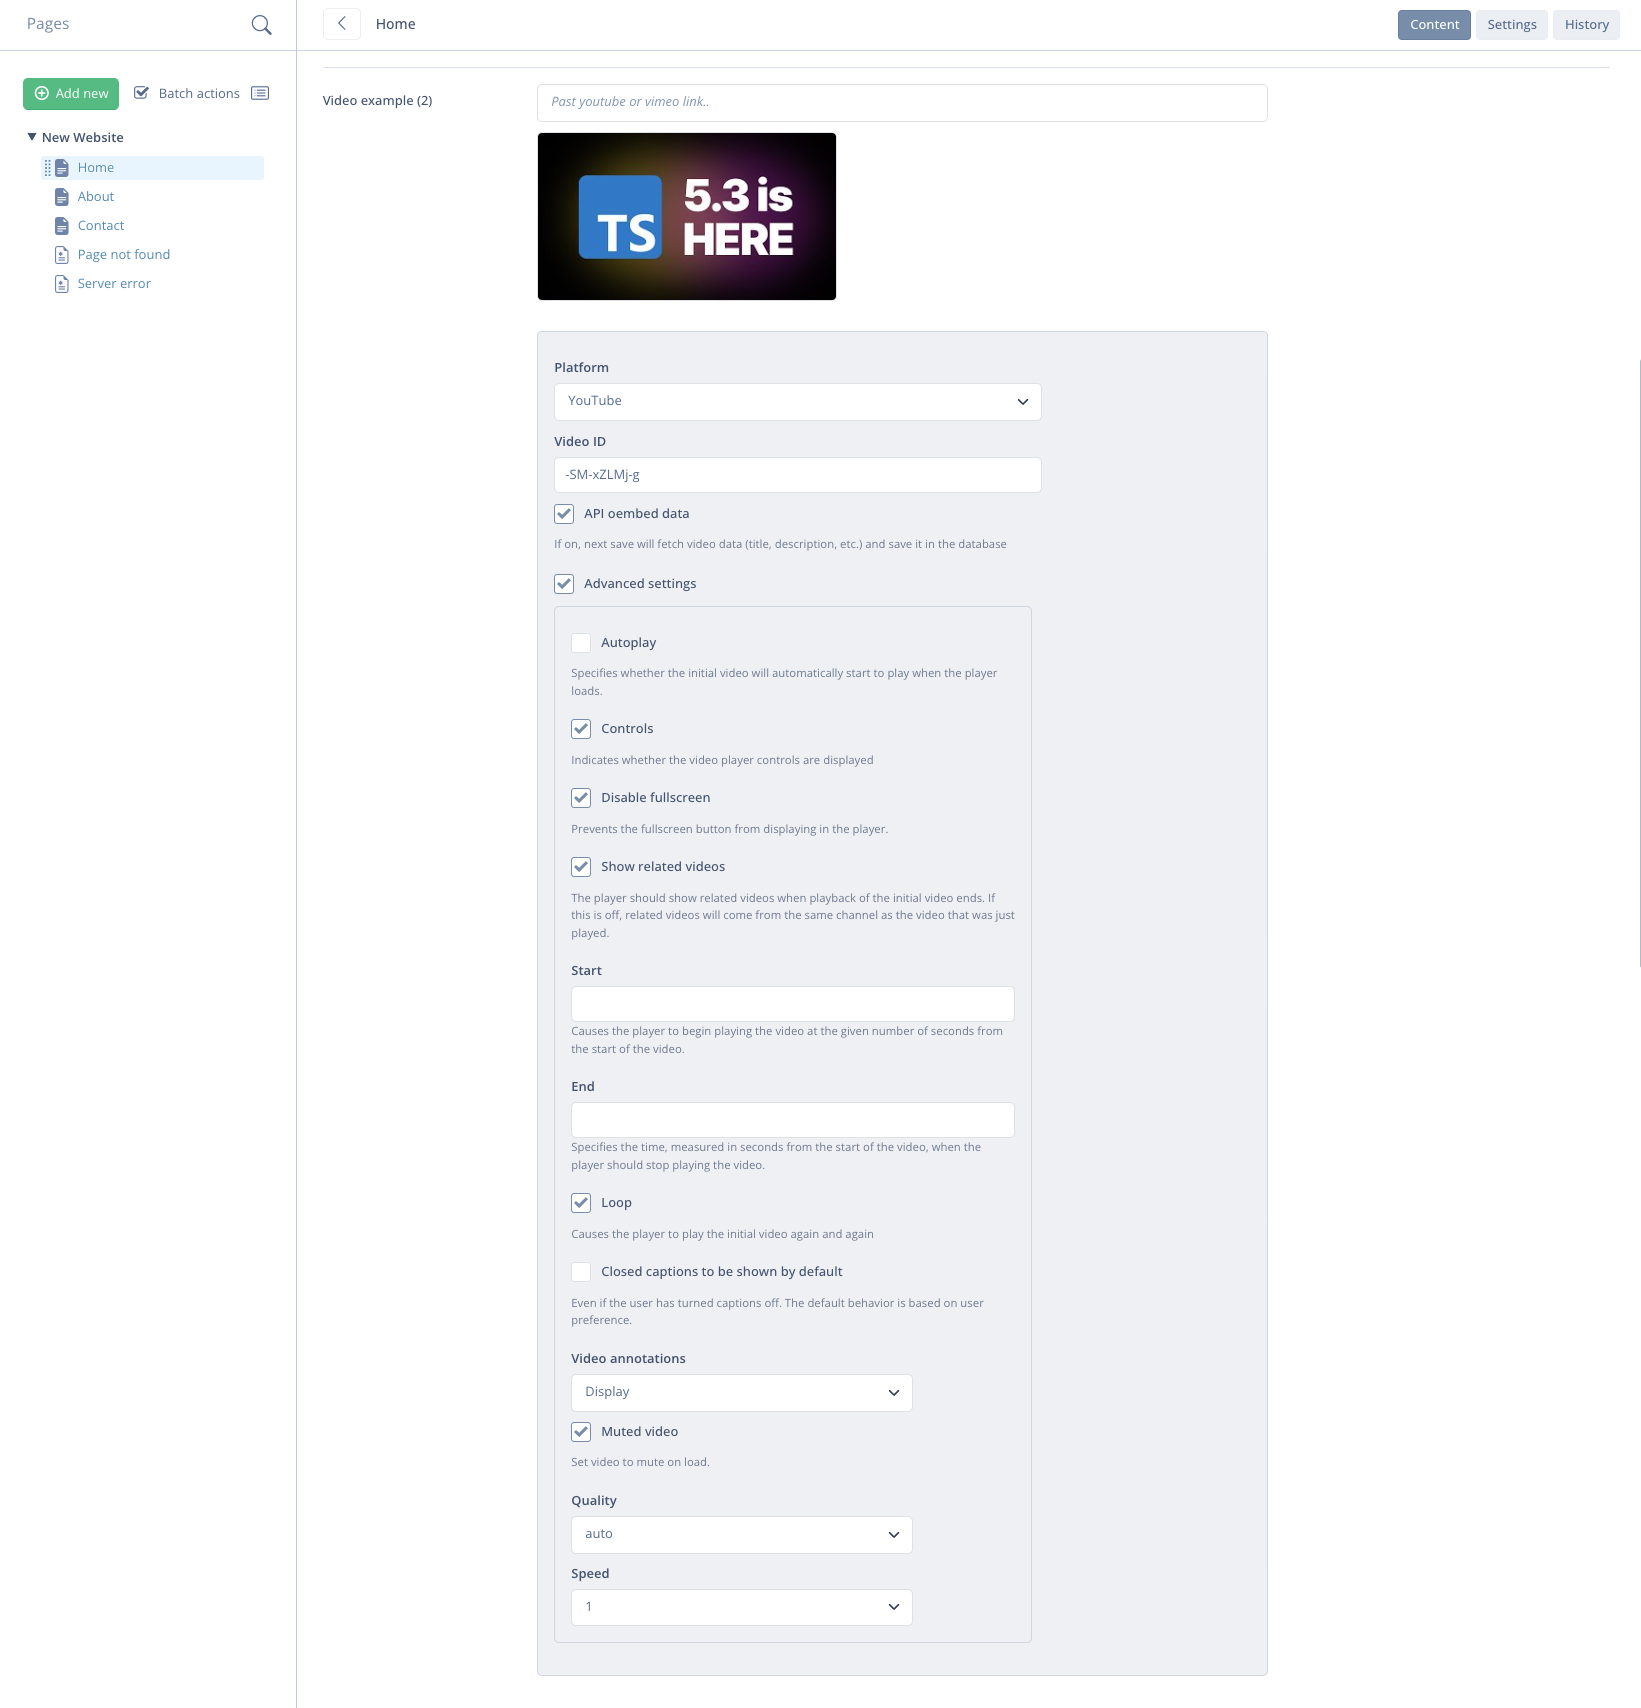 Pages
Home
Content
Settings
History
Add new
Batch actions
New Website
Home
About
Contact
Page not found
Server error
Video example (2)
Past youtube or vimeo link..
TS
5.3 is
HERE
Platform
YouTube
Video ID
-SM-xZLMj-g
API oembed data
If on, next save will fetch video data (title, description, etc.) and save it in the database
Advanced settings
Autoplay
Specifies whether the initial video will automatically start to play when the player
loads.
Controls
Indicates whether the video player controls are displayed
Disable fullscreen
Prevents the fullscreen button from displaying in the player.
Show related videos
The player should show related videos when playback of the initial video ends. If
this is off, related videos will come from the same channel as the video that was just
played.
Start
Causes the player to begin playing the video at the given number of seconds from
the start of the video.
End
Specifies the time, measured in seconds from the start of the video, when the
player should stop playing the video.
Loop
Causes the player to play the initial video again and again
Closed captions to be shown by default
Even if the user has turned captions off. The default behavior is based on user
preference.
Video annotations
Display
Muted video
Set video to mute on load.
Quality
auto
Speed
1